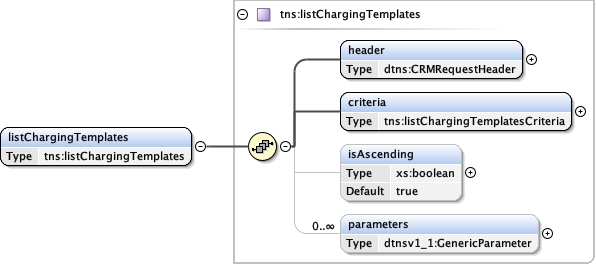 tns:listChargingTemplates
header
Type dtns:CRMRequestHeader
criteria
Type tns:listChargingTemplatesCriteria
listChargingTemplates
Type tns:listChargingTemplates
isAscending
Type xs:boolean
Default true
0..∞
parameters
Type dtnsv1_1:GenericParameter